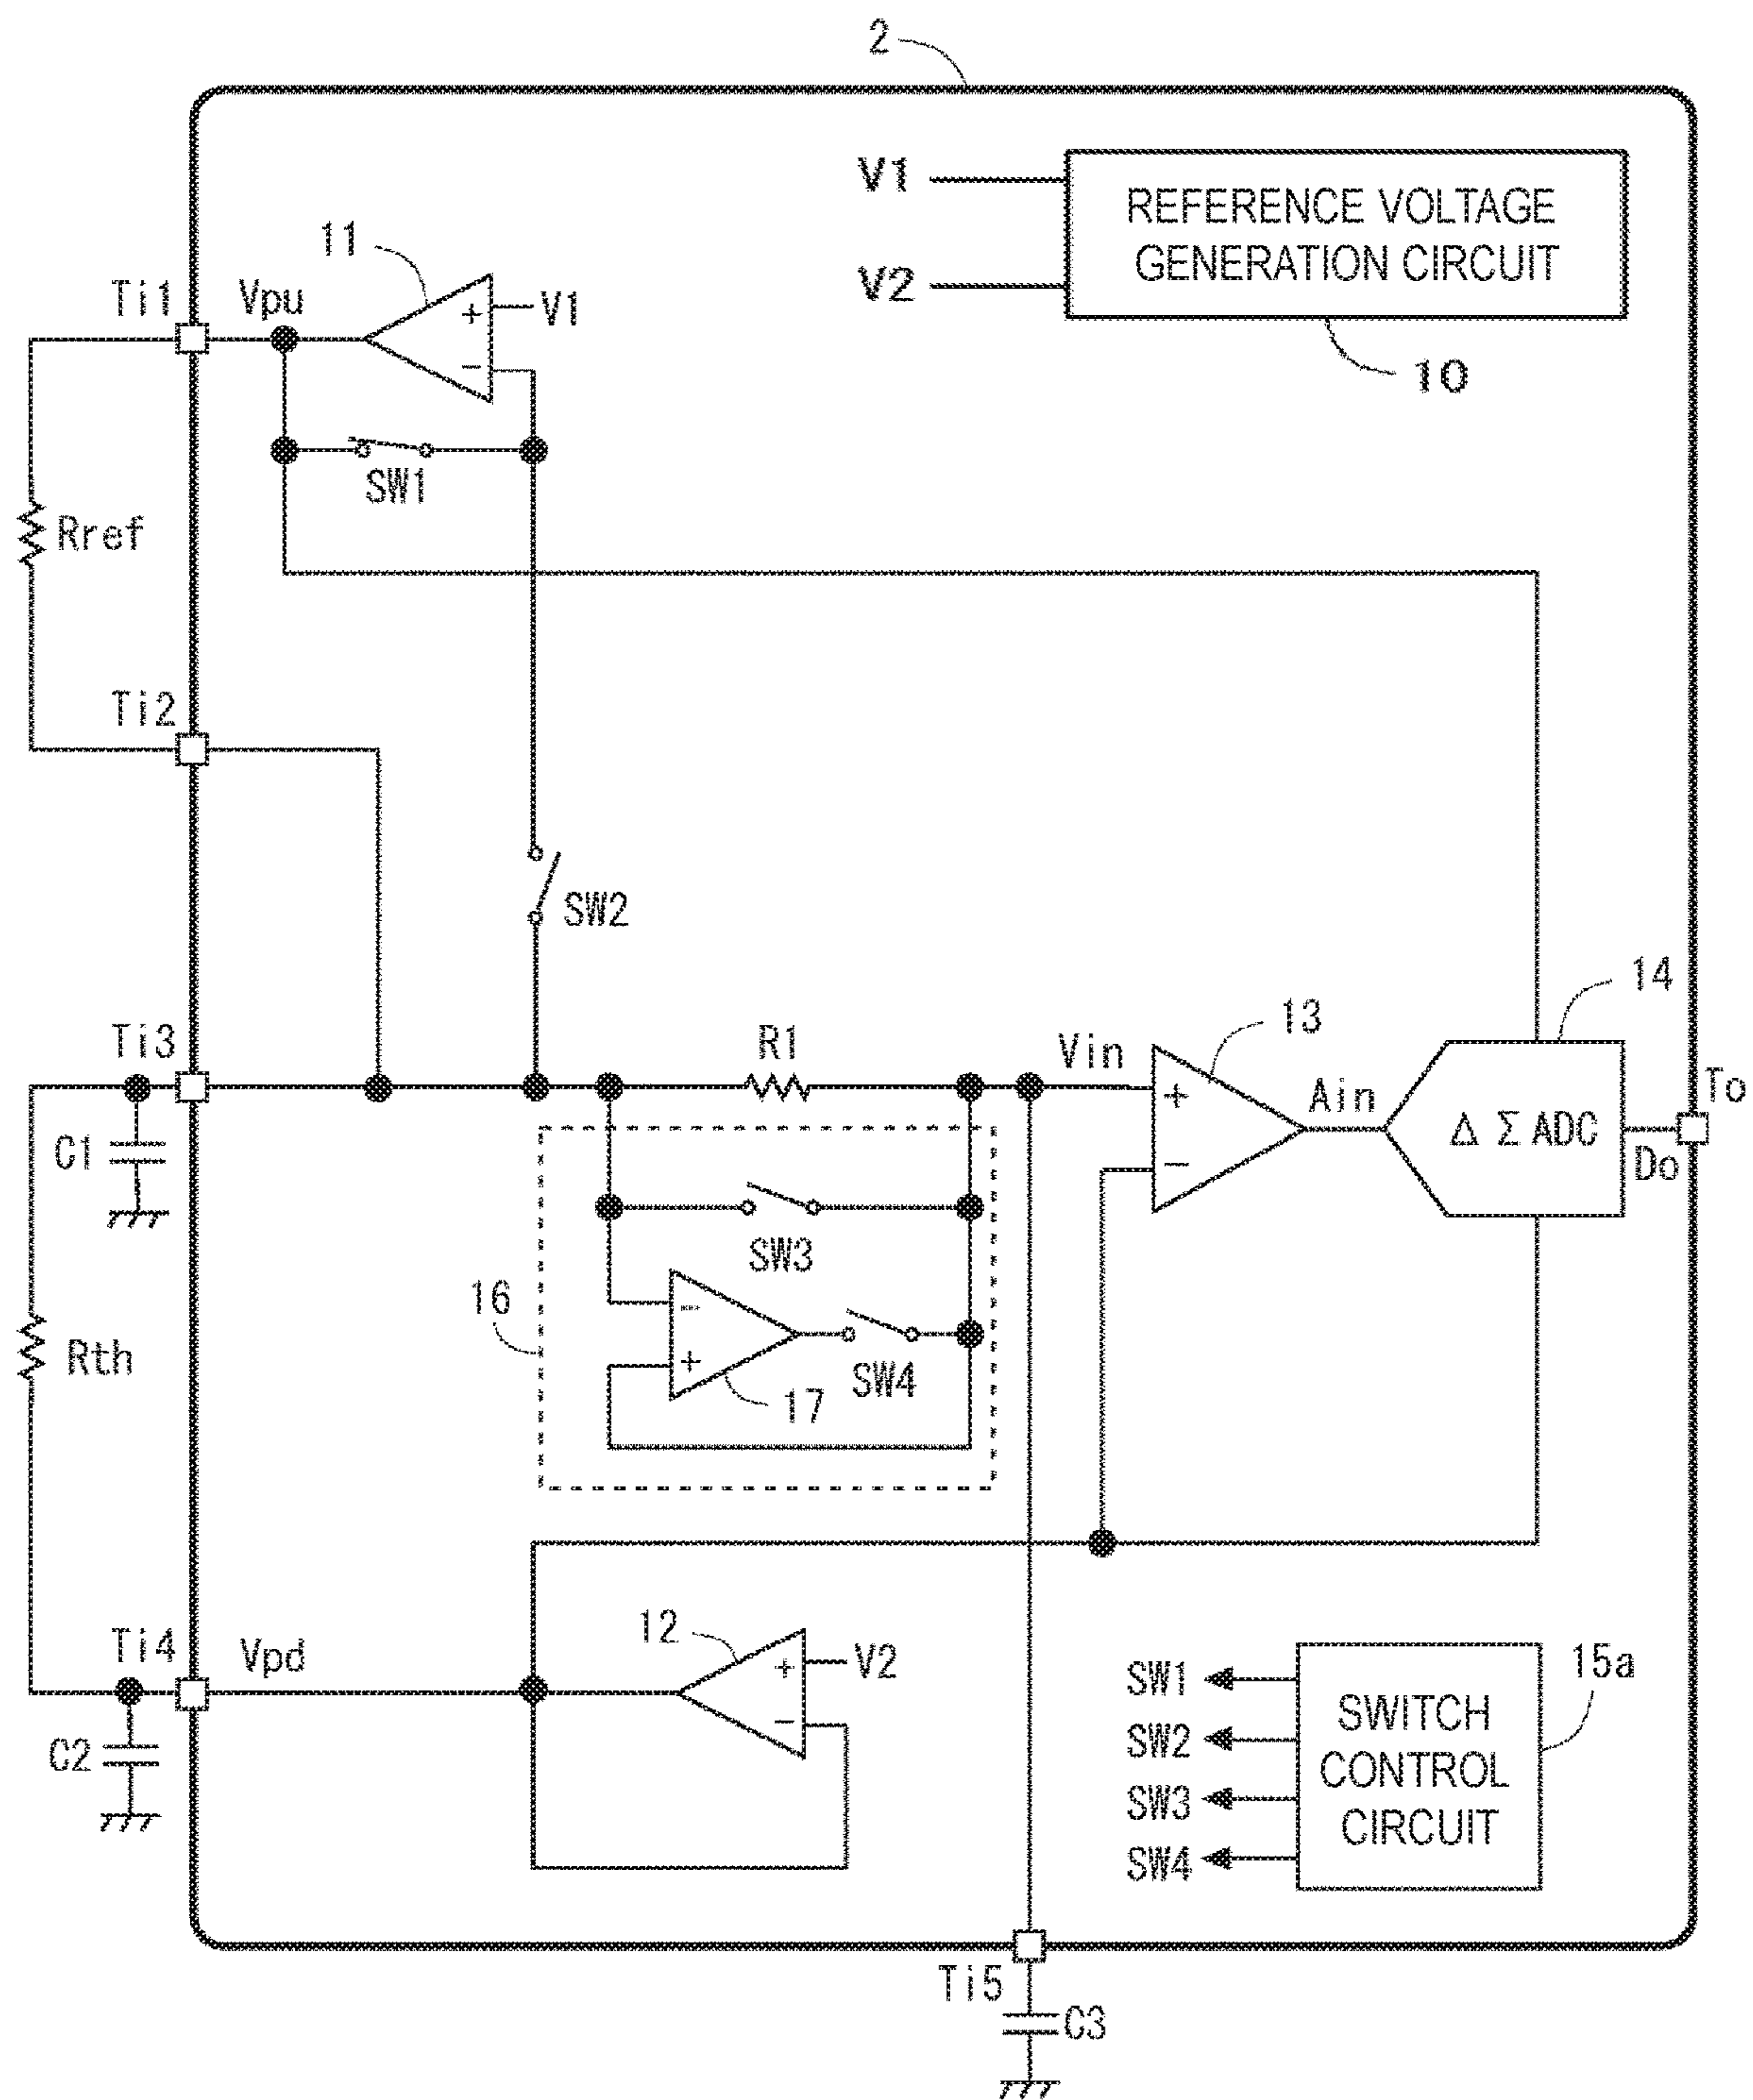 2
V1
REFERENCE VOLTAGE
GENERATION CIRCUIT
V2
10
11
Ti1
Vpu
+
V1
−
SW1
Rref
Ti2
SW2
14
Ti3
R1
Vin
13
To
+
Ain
Δ Σ ADC
C1
−
Do
SW3
16
−
Rth
+
SW4
17
12
Ti4
Vpd
+
V2
−
C2
SW1
SW2
SW3
SW4
SWITCH
CONTROL
CIRCUIT
15a
Ti5
C3